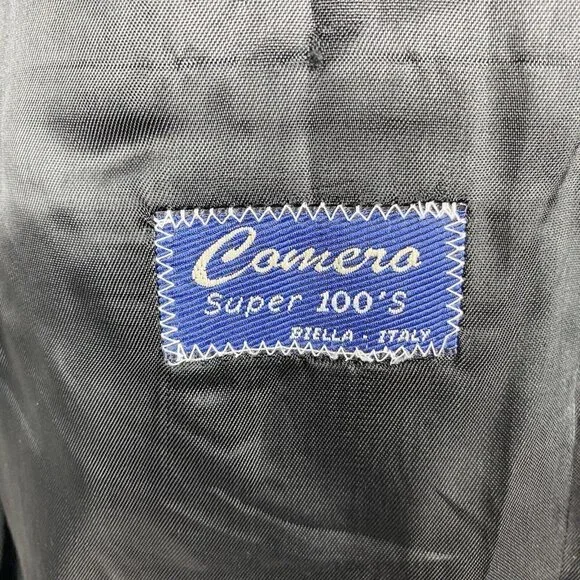 Comero
Super 100'S
BIELLA - ITALY